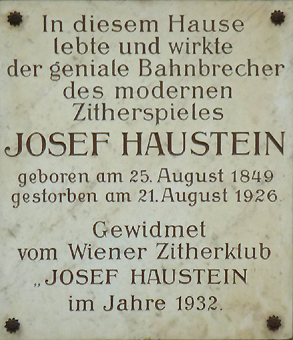 In diesem Hause
lebte und wirkte
der geniale Bahnbrecher
des modernen
Zitherspieles
JOSEF HAUSTEIN
geboren am 25. August 1849
gestorben am 21. August 1926.
Gewidmet
vom Wiener Zitherklub
„JOSEF HAUSTEIN
im Jahre 1932.